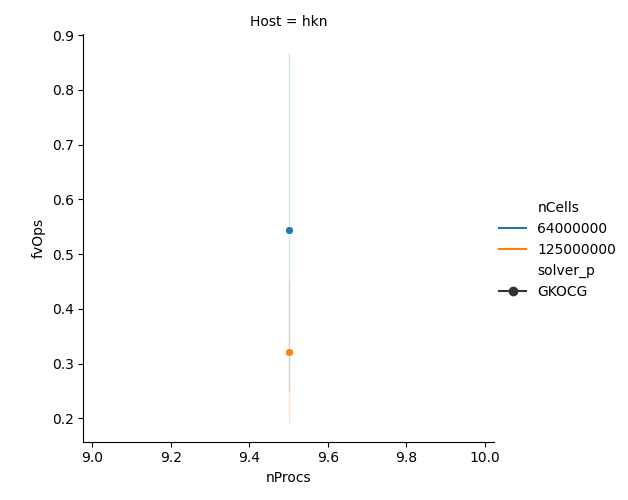 Host = hkn
0.9
0.8
0.7
0.6
0.5
0.4
0.3
0.2
fvOps
9.0 9.2 9.4 9.6 9.8 10.0
nProcs
nCells
64000000
125000000
solver_p
GKOCG